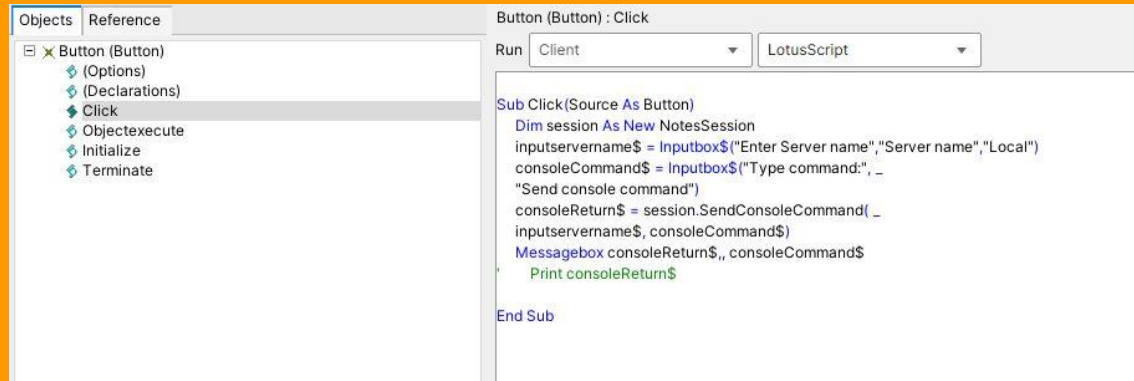 Objects Reference
Button (Button)
(Options)
(Declarations)
Click
Objectexecute
Initialize
Terminate
Button (Button) : Click
Run Client LotusScript
Sub Click(Source As Button)
Dim session As New NotesSession
inputservername$ = Inputbox$("Enter Server name","Server name","Local")
consoleCommand$ = Inputbox$("Type command:", _
"Send console command")
consoleReturn$ = session.SendConsoleCommand( _
inputservername$, consoleCommand$)
Messagebox consoleReturn$,, consoleCommand$
' Print consoleReturn$
End Sub